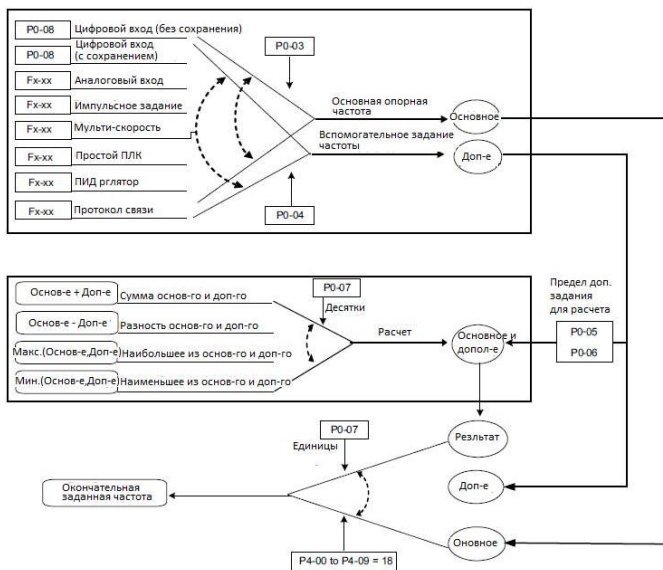 P0-08 Цифровой вход (без сохранения)
P0-08 Цифровой вход
(с сохранением)
Fx-xx Аналоговый вход
Fx-xx Импульсное задание
Fx-xx Мульти-скорость
Fx-xx Простой ПЛК
Fx-xx ПИД рглятор
Fx-xx Протокол связи
P0-03
P0-04
Основная опорная
частота
Вспомогательное задание
частоты
Основное
Доп-е
Основ-е + Доп-е Сумма основ-го и доп-го
Основ-е - Доп-е Разность основ-го и доп-го
Макс.(Основ-е,Доп-е) Наибольшее из основ-го и доп-го
Мин.(Основ-е,Доп-е) Наименьшее из основ-го и доп-го
P0-07
Десятки
Расчет
Основное и
допол-е
Предел доп.
задания
для расчета
P0-05
P0-06
P0-07
Единицы
Резльтат
Доп-е
Оновное
Окончательная
заданная частота
P4-00 to P4-09 = 18